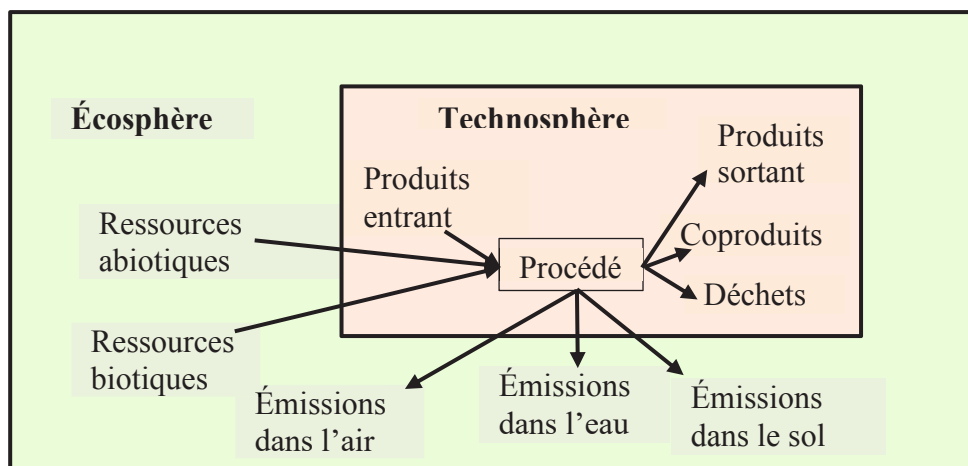 Écosphère
Technosphère
Produits
sortant
Produits
entrant
Ressources
abiotiques
Coproduits
Procédé
Déchets
Ressources
biotiques
Émissions
dans l'air
Émissions
dans l'eau
Émissions
dans le sol